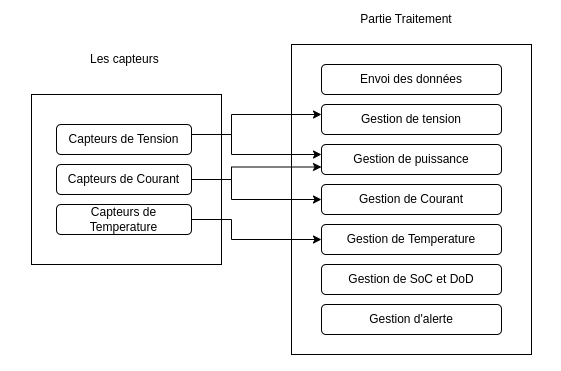 Partie Traitement
Les capteurs
Envoi des données
Capteurs de Tension
Gestion de tension
Gestion de puissance
Capteurs de Courant
Gestion de Courant
Capteurs de
Temperature
Gestion de Temperature
Gestion de SoC et DoD
Gestion d'alerte